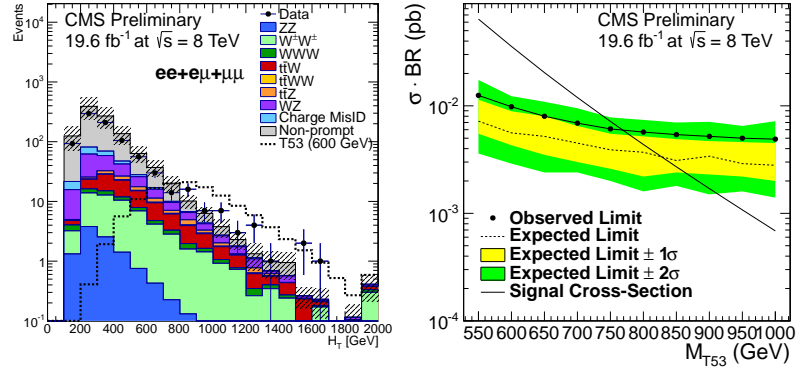 Events
CMS Preliminary
19.6 fb⁻¹ at √s = 8 TeV
ee+eμ+μμ
Data
ZZ
W±W±
WWW
tt̄W
tt̄WW
tt̄Z
WZ
Charge MisID
Non-prompt
T53 (600 GeV)
10⁴
10³
10²
10
1
10⁻¹
0 200 400 600 800 1000 1200 1400 1600 1800 2000
H_T [GeV]
σ · BR (pb)
CMS Preliminary
19.6 fb⁻¹ at √s = 8 TeV
10⁻²
10⁻³
10⁻⁴
Observed Limit
Expected Limit
Expected Limit ± 1σ
Expected Limit ± 2σ
Signal Cross-Section
550 600 650 700 750 800 850 900 950 1000
M_T53 (GeV)